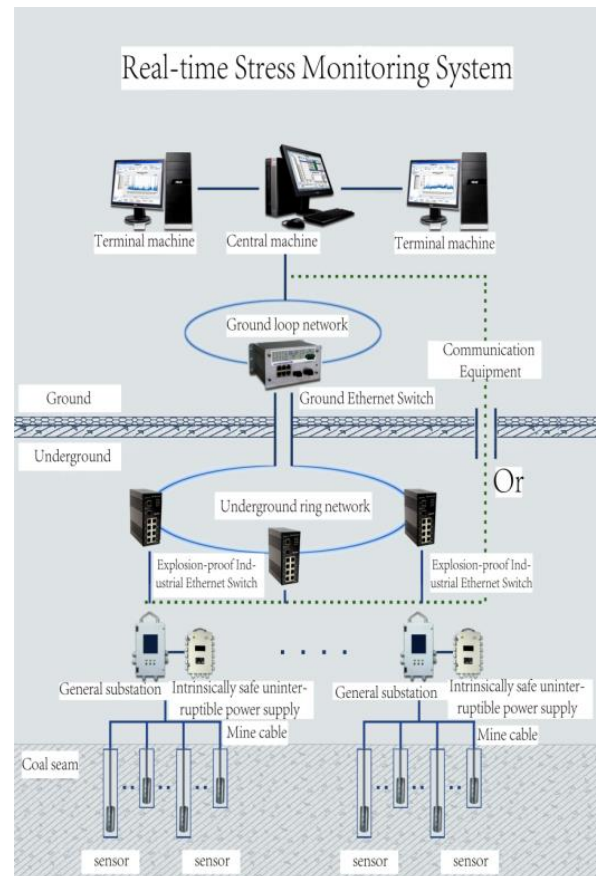 Real-time Stress Monitoring System
Terminal machine
Central machine
Terminal machine
Ground loop network
Communication
Equipment
Ground Ethernet Switch
Ground
Underground
Or
Underground ring network
Explosion-proof Ind-
ustrial Ethernet Switch
Explosion-proof Ind-
ustrial Ethernet Switch
General substation
Intrinsically safe uninter-
ruptible power supply
General substation
Intrinsically safe uninter-
ruptible power supply
Mine cable
Mine cable
Coal seam
sensor
sensor
sensor
sensor